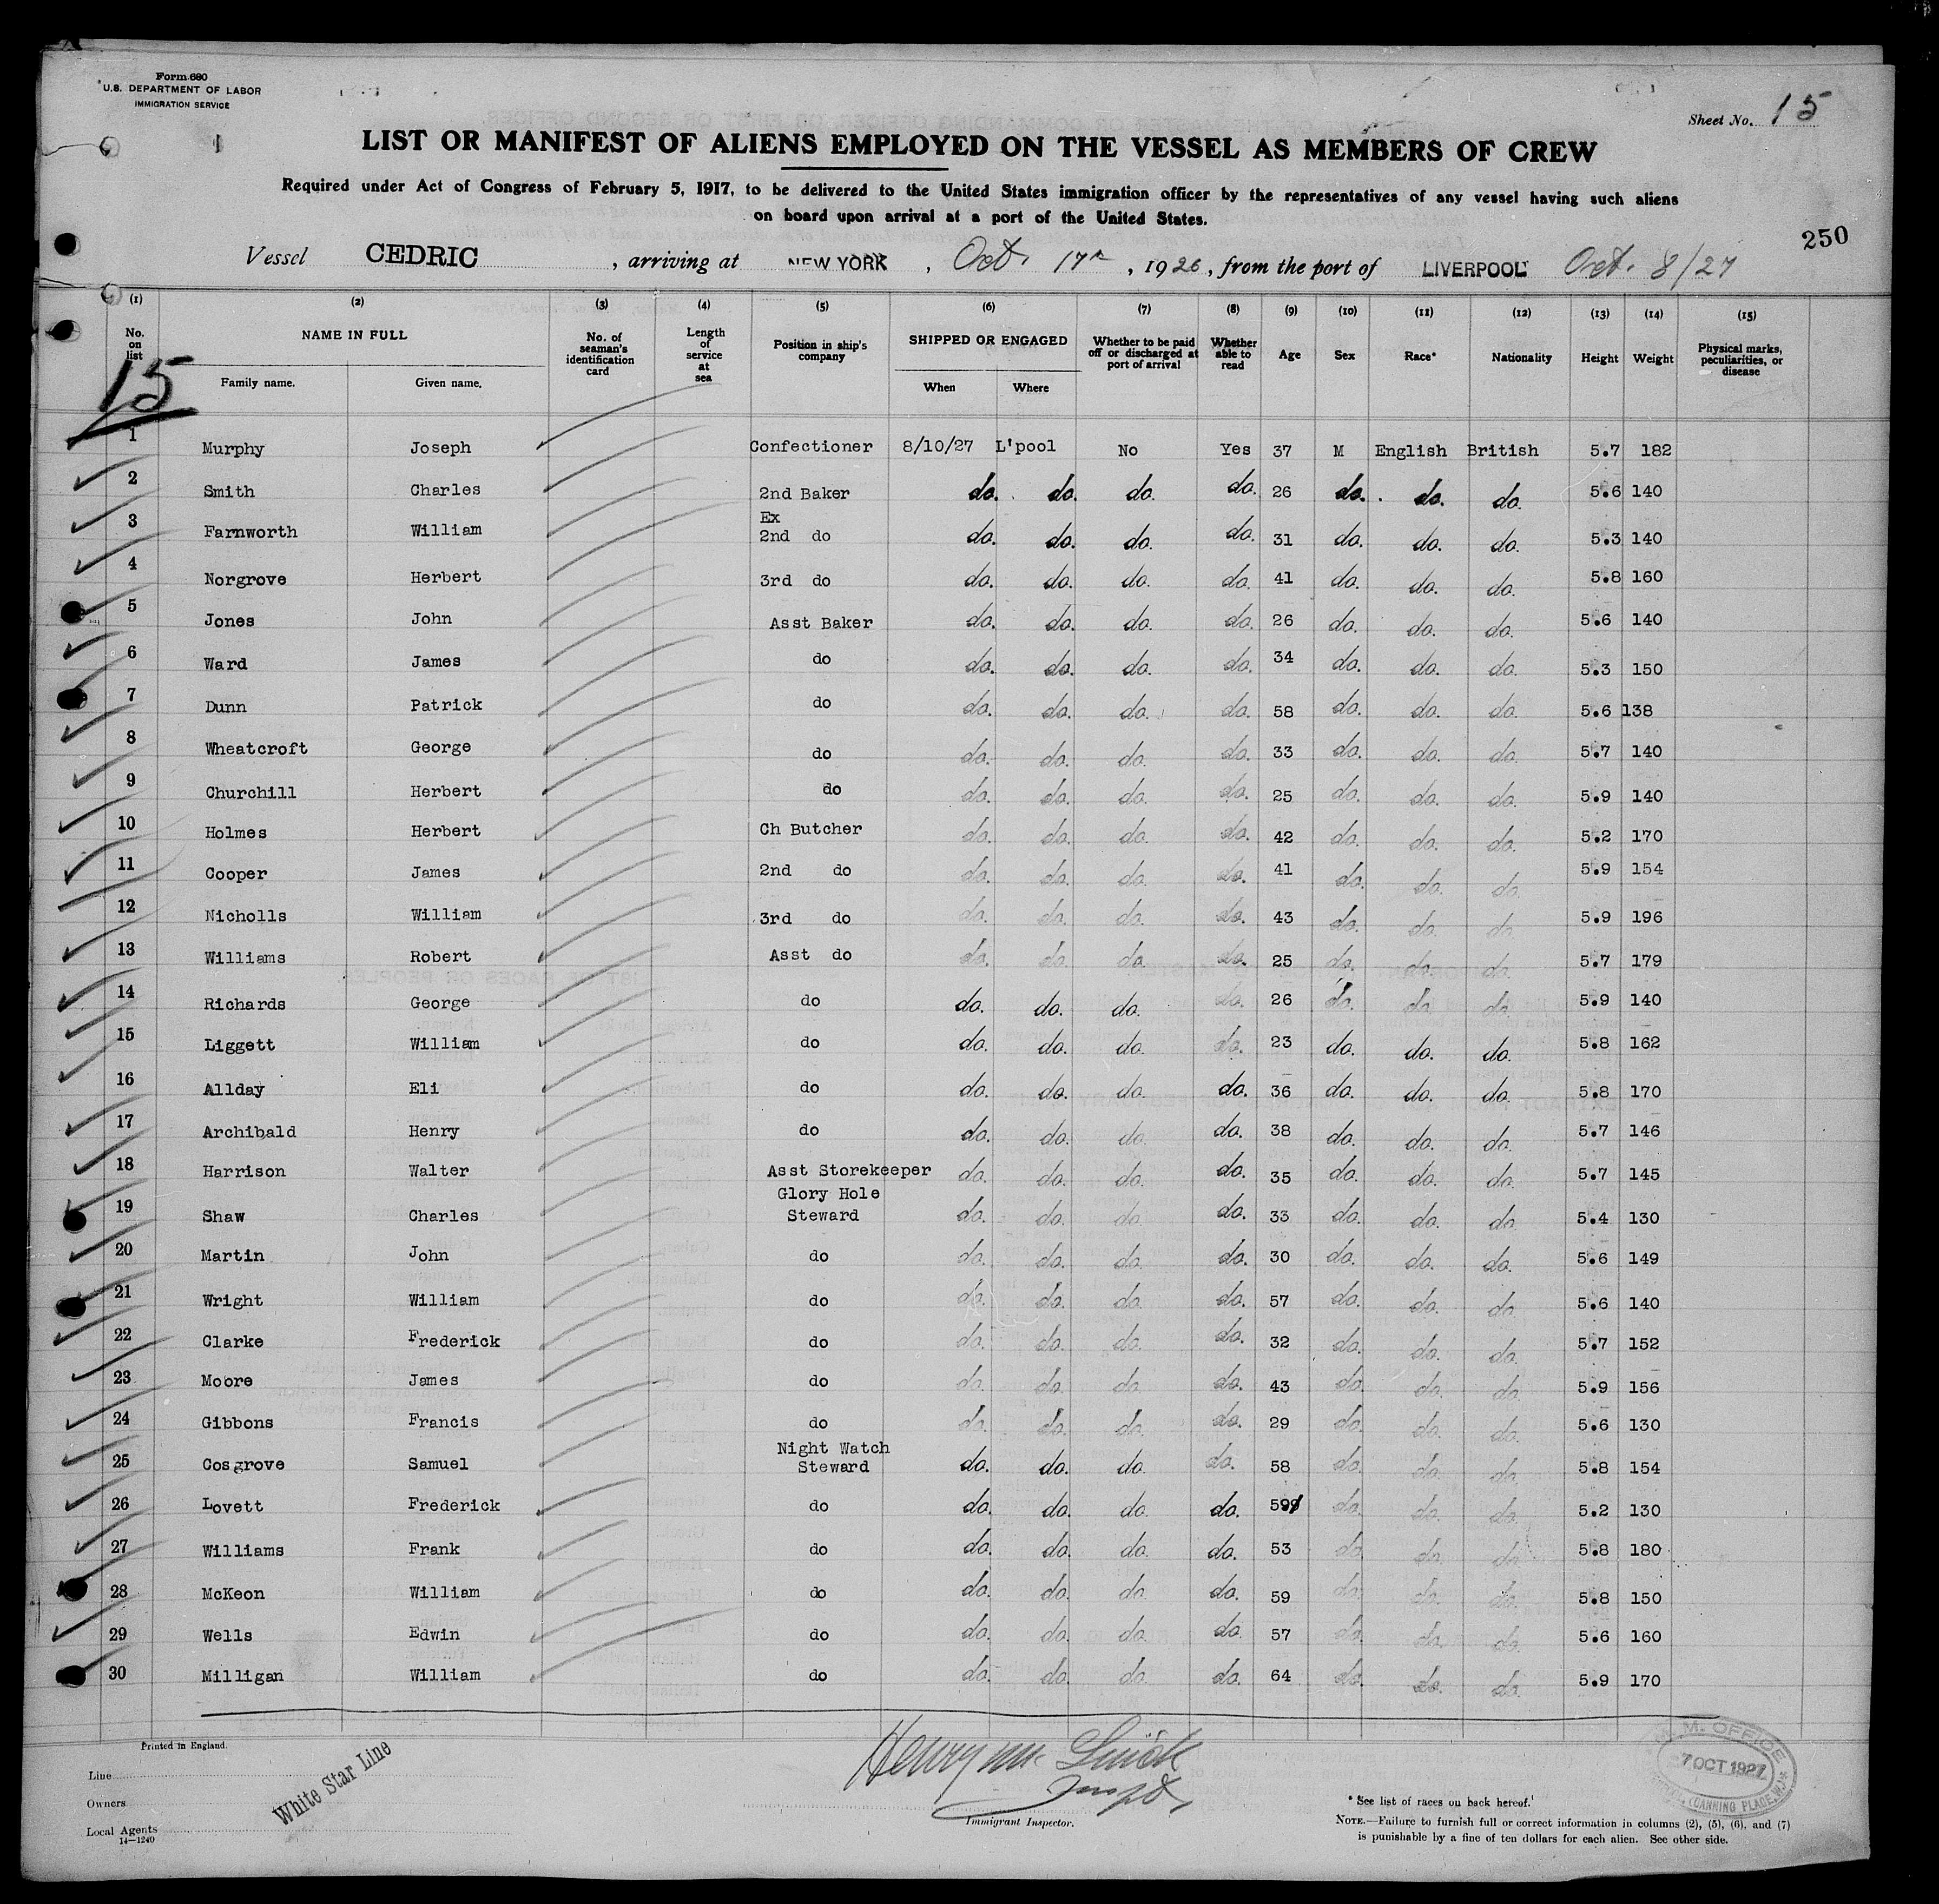 Form 680
U.S. DEPARTMENT OF LABOR
IMMIGRATION SERVICE
Sheet No. 15
LIST OR MANIFEST OF ALIENS EMPLOYED ON THE VESSEL AS MEMBERS OF CREW
Required under Act of Congress of February 5, 1917, to be delivered to the United States immigration officer by the representatives of any vessel having such aliens
on board upon arrival at a port of the United States.
250
Vessel CEDRIC, arriving at NEW YORK, Oct. 17th, 1926, from the port of LIVERPOOL Oct. 8/27
(1) (2) (3) (4) (5) (6) (7) (8) (9) (10) (11) (12) (13) (14) (15)
No. on list NAME IN FULL No. of seaman's identification card Length of service at sea Position in ship's company SHIPPED OR ENGAGED Whether to be paid off or discharged at port of arrival Whether able to read Age Sex Race* Nationality Height Weight Physical marks, peculiarities, or disease
Family name. Given name. When Where
15
1 Murphy Joseph Confectioner 8/10/27 L'pool No Yes 37 M English British 5.7 182
2 Smith Charles 2nd Baker do. do. do. do. 26 do. do. do. 5.6 140
3 Farnworth William Ex 2nd do do. do. do. do. 31 do. do. do. 5.3 140
4 Norgrove Herbert 3rd do do. do. do. do. 41 do. do. do. 5.8 160
5 Jones John Asst Baker do. do. do. do. 26 do. do. do. 5.6 140
6 Ward James do do. do. do. do. 34 do. do. do. 5.3 150
7 Dunn Patrick do do. do. do. do. 58 do. do. do. 5.6 138
8 Wheatcroft George do do. do. do. do. 33 do. do. do. 5.7 140
9 Churchill Herbert do do. do. do. do. 25 do. do. do. 5.9 140
10 Holmes Herbert Ch Butcher do. do. do. do. 42 do. do. do. 5.2 170
11 Cooper James 2nd do do. do. do. do. 41 do. do. do. 5.9 154
12 Nicholls William 3rd do do. do. do. do. 43 do. do. do. 5.9 196
13 Williams Robert Asst do do. do. do. do. 25 do. do. do. 5.7 179
14 Richards George do do. do. do. do. 26 do. do. do. 5.9 140
15 Liggett William do do. do. do. do. 23 do. do. do. 5.8 162
16 Allday Eli do do. do. do. do. 36 do. do. do. 5.8 170
17 Archibald Henry do do. do. do. do. 38 do. do. do. 5.7 146
18 Harrison Walter Asst Storekeeper do. do. do. do. 35 do. do. do. 5.7 145
19 Shaw Charles Glory Hole Steward do. do. do. do. 33 do. do. do. 5.4 130
20 Martin John do do. do. do. do. 30 do. do. do. 5.6 149
21 Wright William do do. do. do. do. 57 do. do. do. 5.6 140
22 Clarke Frederick do do. do. do. do. 32 do. do. do. 5.7 152
23 Moore James do do. do. do. do. 43 do. do. do. 5.9 156
24 Gibbons Francis do do. do. do. do. 29 do. do. do. 5.6 130
25 Cosgrove Samuel Night Watch Steward do. do. do. do. 58 do. do. do. 5.8 154
26 Lovett Frederick do do. do. do. do. 59 do. do. do. 5.2 130
27 Williams Frank do do. do. do. do. 53 do. do. do. 5.8 180
28 McKeon William do do. do. do. do. 59 do. do. do. 5.8 150
29 Wells Edwin do do. do. do. do. 57 do. do. do. 5.6 160
30 Milligan William do do. do. do. do. 64 do. do. do. 5.9 170
Printed in England.
Line
Owners
Local Agents
14—1240
White Star Line
Henry
Inspt.
Immigrant Inspector.
M. OFFICE
7 OCT 1927
CANNING PLACE
* See list of races on back hereof.
NOTE.—Failure to furnish full or correct information in columns (2), (5), (6), and (7)
is punishable by a fine of ten dollars for each alien. See other side.